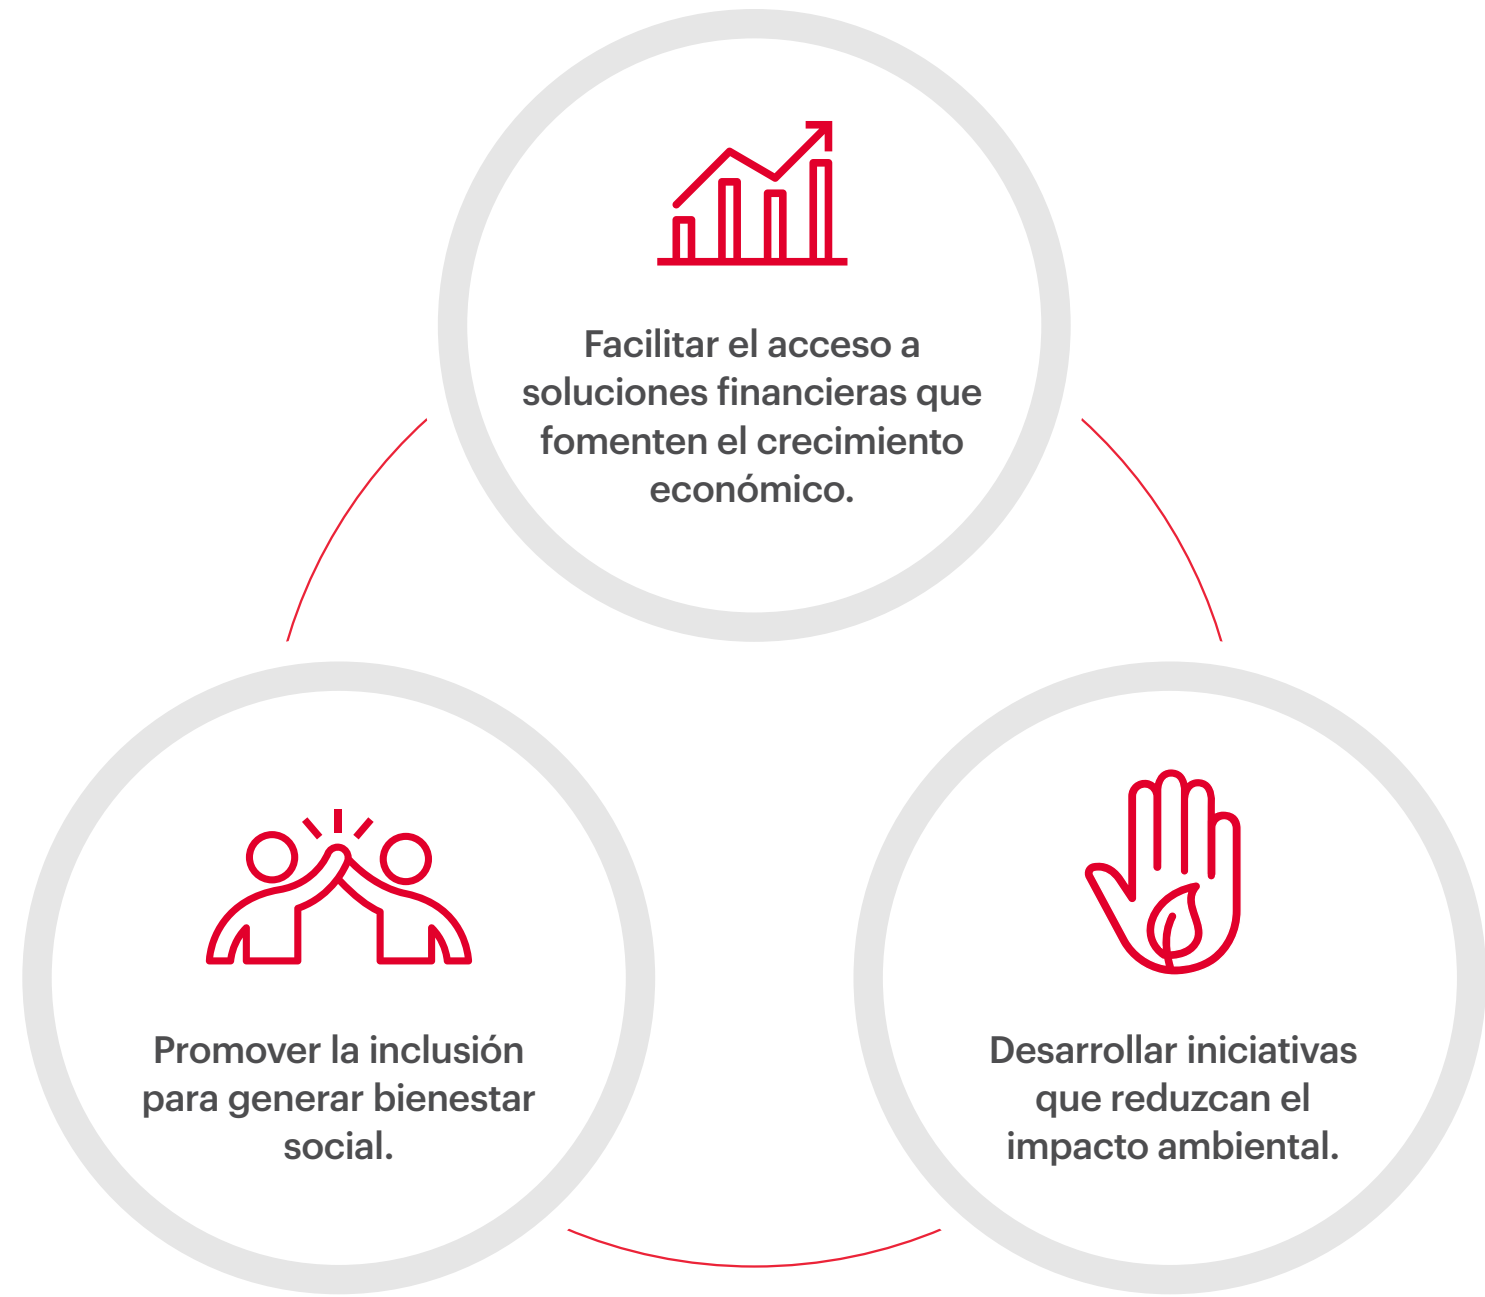 Facilitar el acceso a
soluciones financieras que
fomenten el crecimiento
económico.
Promover la inclusión
para generar bienestar
social.
Desarrollar iniciativas
que reduzcan el
impacto ambiental.